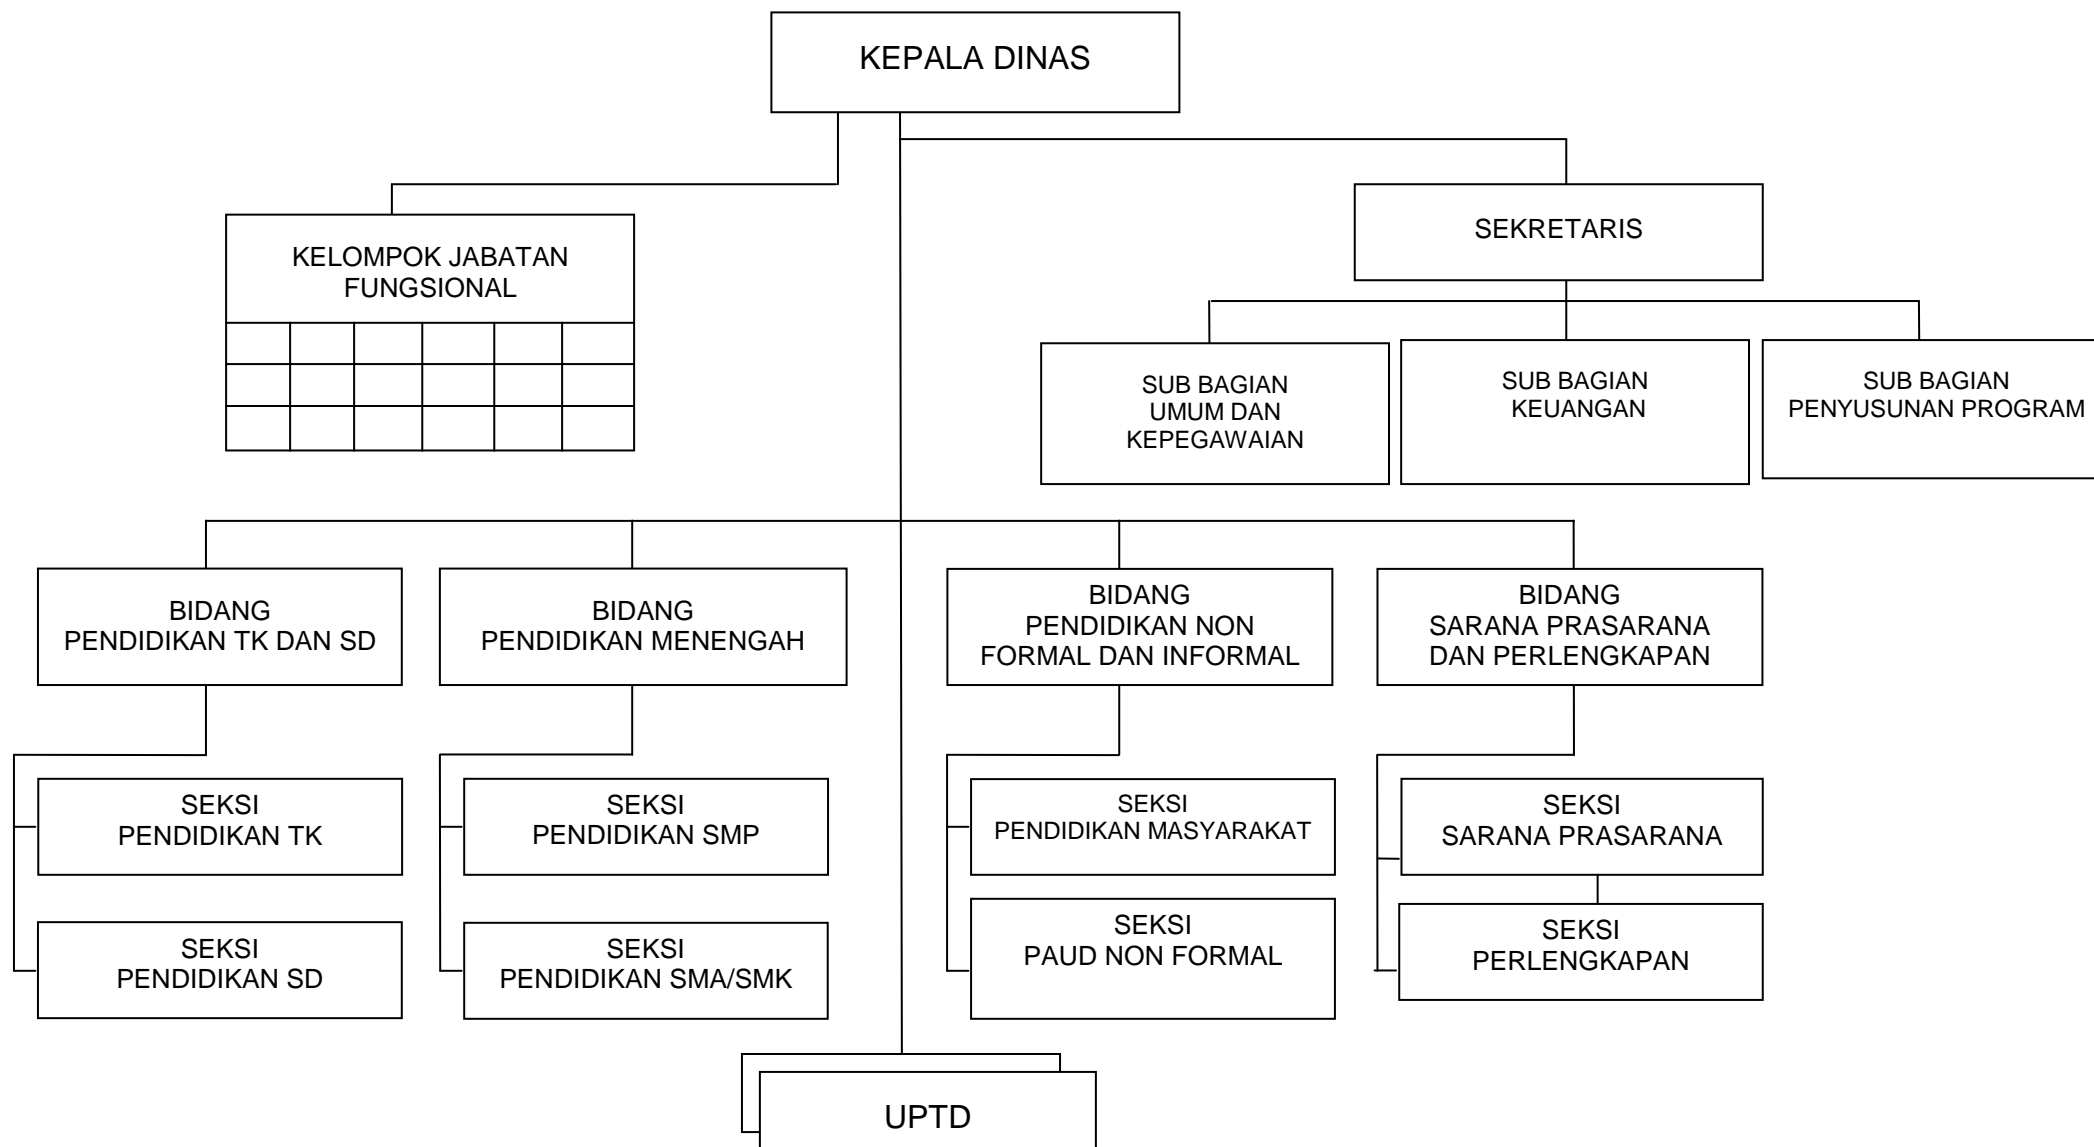 KEPALA DINAS
KELOMPOK JABATAN
FUNGSIONAL
SEKRETARIS
SUB BAGIAN
UMUM DAN
KEPEGAWAIAN
SUB BAGIAN
KEUANGAN
SUB BAGIAN
PENYUSUNAN PROGRAM
BIDANG
PENDIDIKAN TK DAN SD
BIDANG
PENDIDIKAN MENENGAH
BIDANG
PENDIDIKAN NON
FORMAL DAN INFORMAL
BIDANG
SARANA PRASARANA
DAN PERLENGKAPAN
SEKSI
PENDIDIKAN TK
SEKSI
PENDIDIKAN SMP
SEKSI
PENDIDIKAN MASYARAKAT
SEKSI
SARANA PRASARANA
SEKSI
PENDIDIKAN SD
SEKSI
PENDIDIKAN SMA/SMK
SEKSI
PAUD NON FORMAL
SEKSI
PERLENGKAPAN
UPTD